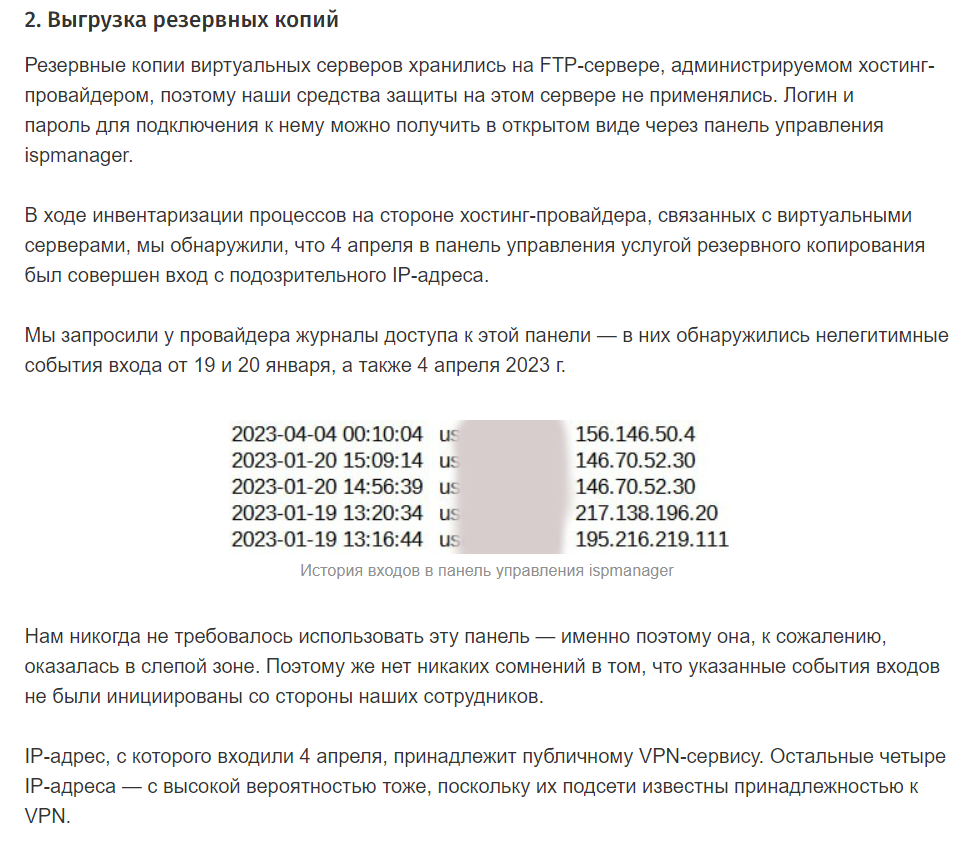 2. Выгрузка резервных копий
Резервные копии виртуальных серверов хранились на FTP-сервере, администрируемом хостинг-
провайдером, поэтому наши средства защиты на этом сервере не применялись. Логин и
пароль для подключения к нему можно получить в открытом виде через панель управления
ispmanager.
В ходе инвентаризации процессов на стороне хостинг-провайдера, связанных с виртуальными
серверами, мы обнаружили, что 4 апреля в панель управления услугой резервного копирования
был совершен вход с подозрительного IP-адреса.
Мы запросили у провайдера журналы доступа к этой панели — в них обнаружились нелегитимные
события входа от 19 и 20 января, а также 4 апреля 2023 г.
2023-04-04 00:10:04 us 156.146.50.4
2023-01-20 15:09:14 us 146.70.52.30
2023-01-20 14:56:39 us 146.70.52.30
2023-01-19 13:20:34 us 217.138.196.20
2023-01-19 13:16:44 us 195.216.219.111
История входов в панель управления ispmanager
Нам никогда не требовалось использовать эту панель — именно поэтому она, к сожалению,
оказалась в слепой зоне. Поэтому же нет никаких сомнений в том, что указанные события входов
не были инициированы со стороны наших сотрудников.
IP-адрес, с которого входили 4 апреля, принадлежит публичному VPN-сервису. Остальные четыре
IP-адреса — с высокой вероятностью тоже, поскольку их подсети известны принадлежностью к
VPN.